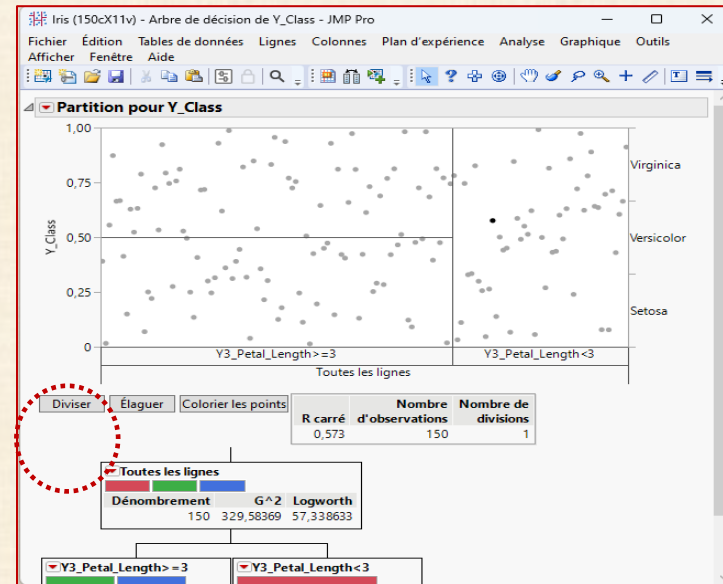 Iris (150cX11v) - Arbre de décision de Y_Class - JMP Pro
Fichier Édition Tables de données Lignes Colonnes Plan d'expérience Analyse Graphique Outils
Afficher Fenêtre Aide
Partition pour Y_Class
1,00
0,75
0,50
0,25
0
Y_Class
Virginica
Versicolor
Setosa
Y3_Petal_Length>=3 Y3_Petal_Length<3
Toutes les lignes
Diviser Élaguer Colorier les points
R carré Nombre d'observations Nombre de divisions
0,573 150 1
Toutes les lignes
Dénombrement G^2 Logworth
150 329,58369 57,338633
Y3_Petal_Length>=3 Y3_Petal_Length<3